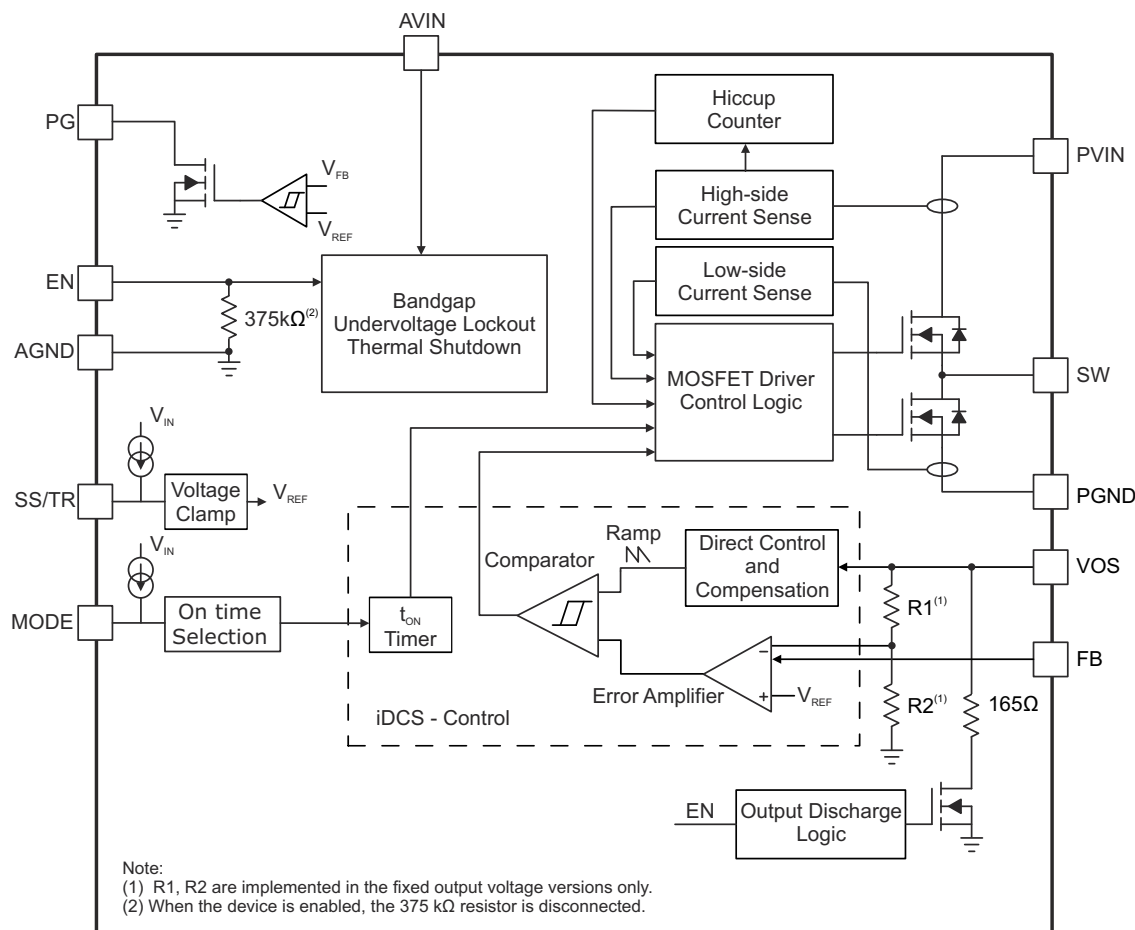 AVIN
PG
V_FB
V_REF
Hiccup
Counter
High-side
Current Sense
Low-side
Current Sense
PVIN
EN
375kΩ(2)
AGND
Bandgap
Undervoltage Lockout
Thermal Shutdown
MOSFET Driver
Control Logic
SW
V_IN
SS/TR
Voltage
Clamp
V_REF
PGND
V_IN
MODE
On time
Selection
t_ON
Timer
Comparator
Ramp
Direct Control
and
Compensation
VOS
R1(1)
FB
−
+
V_REF
Error Amplifier
R2(1)
165Ω
iDCS - Control
EN
Output Discharge
Logic
Note:
(1) R1, R2 are implemented in the fixed output voltage versions only.
(2) When the device is enabled, the 375 kΩ resistor is disconnected.